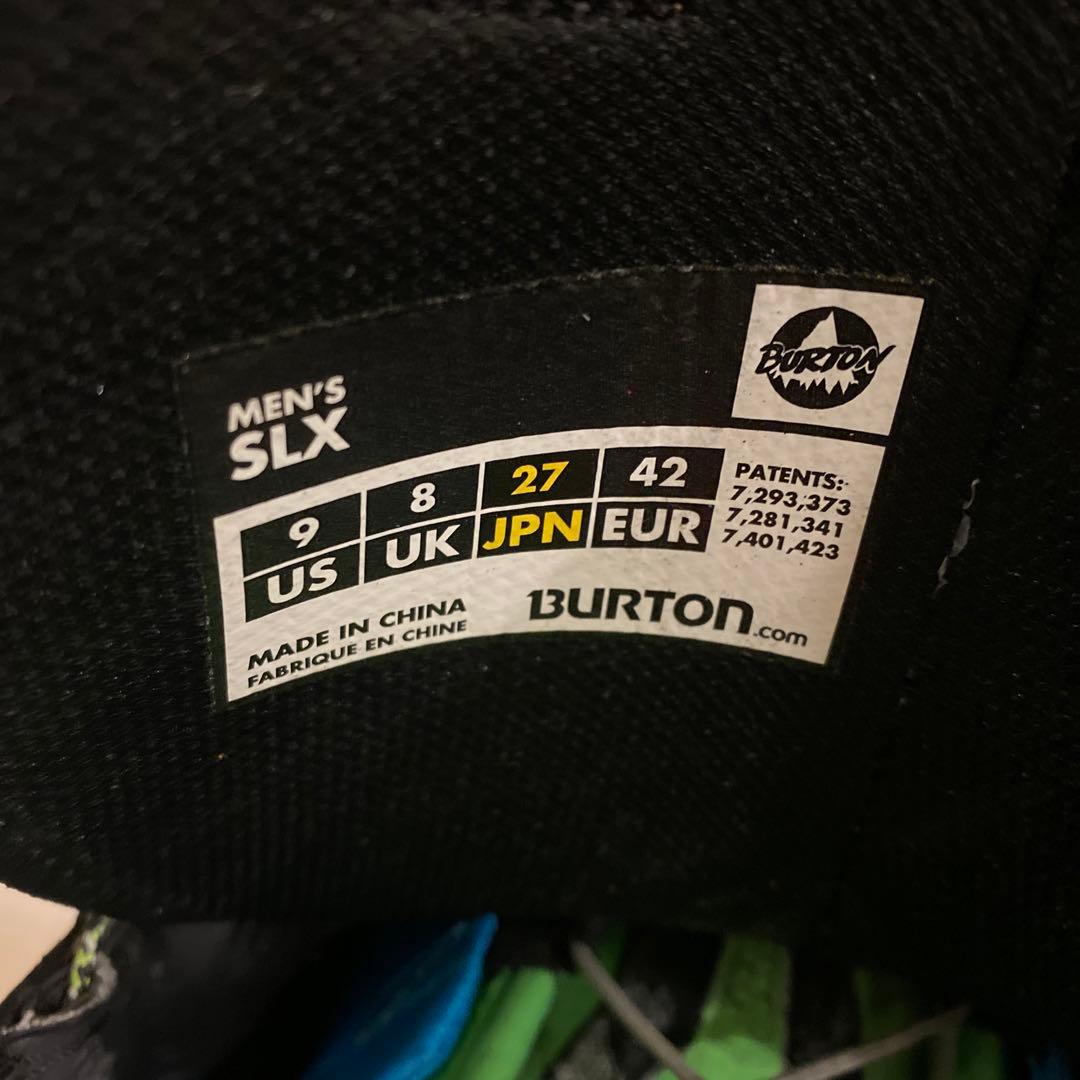 MEN'S
SLX
BURTON
9 8 27 42
US UK JPN EUR
PATENTS:
7,293,373
7,281,341
7,401,423
MADE IN CHINA
FABRIQUE EN CHINE
BURTON.com